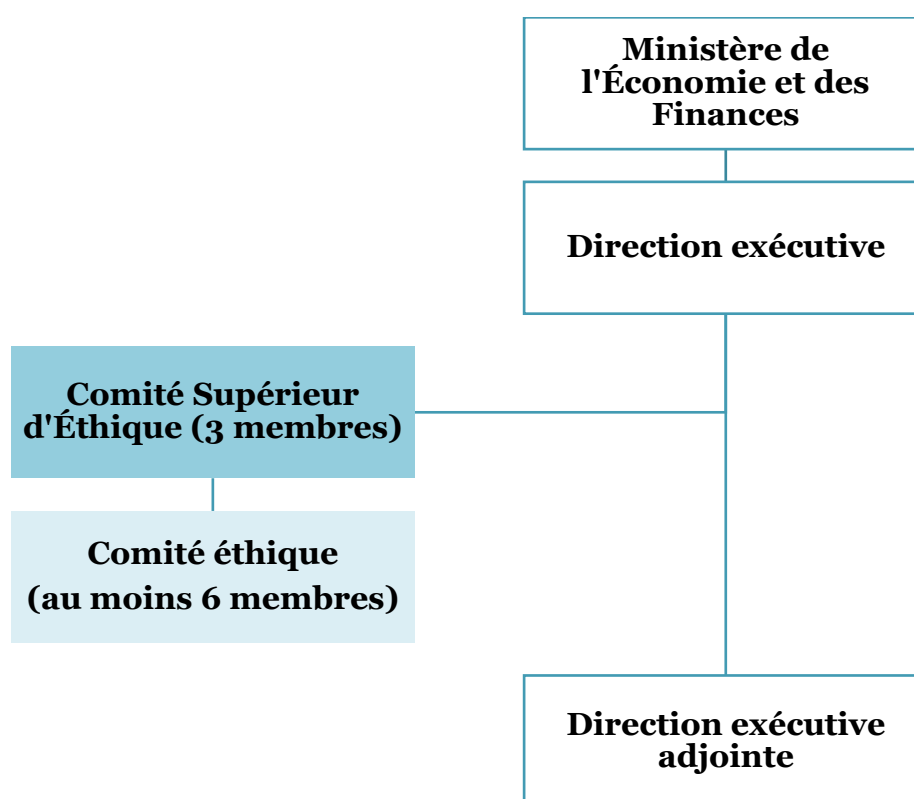 Ministère de
l'Économie et des
Finances
Direction exécutive
Comité Supérieur
d'Éthique (3 membres)
Comité éthique
(au moins 6 membres)
Direction exécutive
adjointe